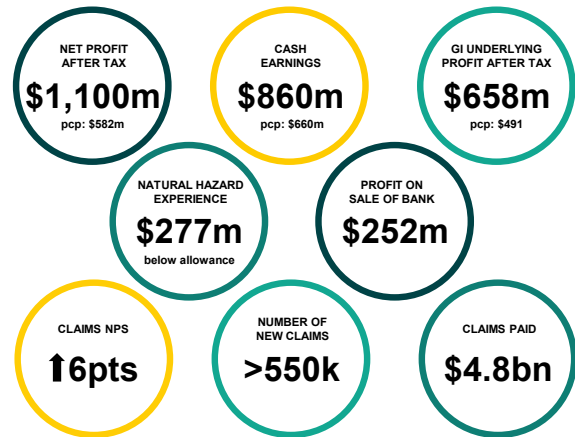 NET PROFIT
AFTER TAX
$1,100m
pcp: $582m
CASH
EARNINGS
$860m
pcp: $660m
GI UNDERLYING
PROFIT AFTER TAX
$658m
pcp: $491
NATURAL HAZARD
EXPERIENCE
$277m
below allowance
PROFIT ON
SALE OF BANK
$252m
CLAIMS NPS
⬆6pts
NUMBER OF
NEW CLAIMS
>550k
CLAIMS PAID
$4.8bn